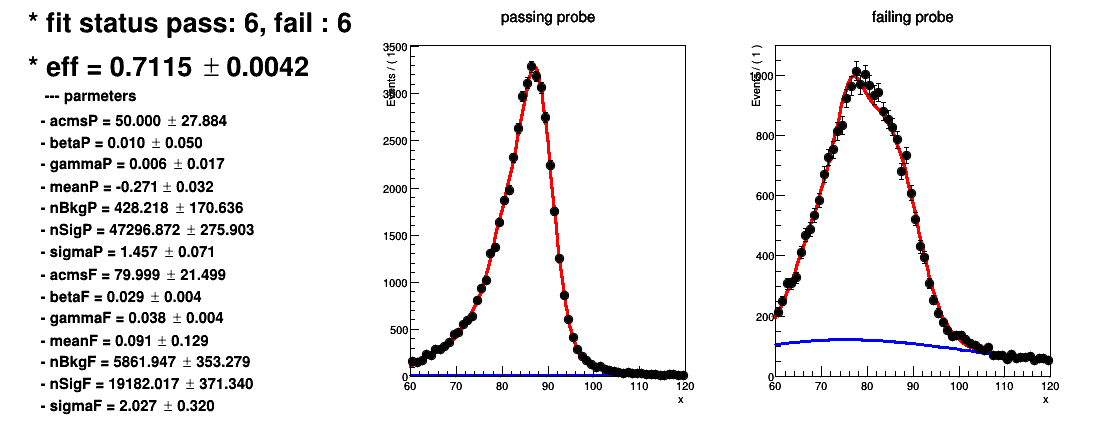 * fit status pass: 6, fail : 6
* eff = 0.7115 ± 0.0042
--- parmeters
- acmsP = 50.000 ± 27.884
- betaP = 0.010 ± 0.050
- gammaP = 0.006 ± 0.017
- meanP = -0.271 ± 0.032
- nBkgP = 428.218 ± 170.636
- nSigP = 47296.872 ± 275.903
- sigmaP = 1.457 ± 0.071
- acmsF = 79.999 ± 21.499
- betaF = 0.029 ± 0.004
- gammaF = 0.038 ± 0.004
- meanF = 0.091 ± 0.129
- nBkgF = 5861.947 ± 353.279
- nSigF = 19182.017 ± 371.340
- sigmaF = 2.027 ± 0.320
passing probe
Events / ( 1 )
3500
3000
2500
2000
1500
1000
500
0
60 70 80 90 100 110 120
x
failing probe
Events / ( 1 )
1000
800
600
400
200
0
60 70 80 90 100 110 120
x